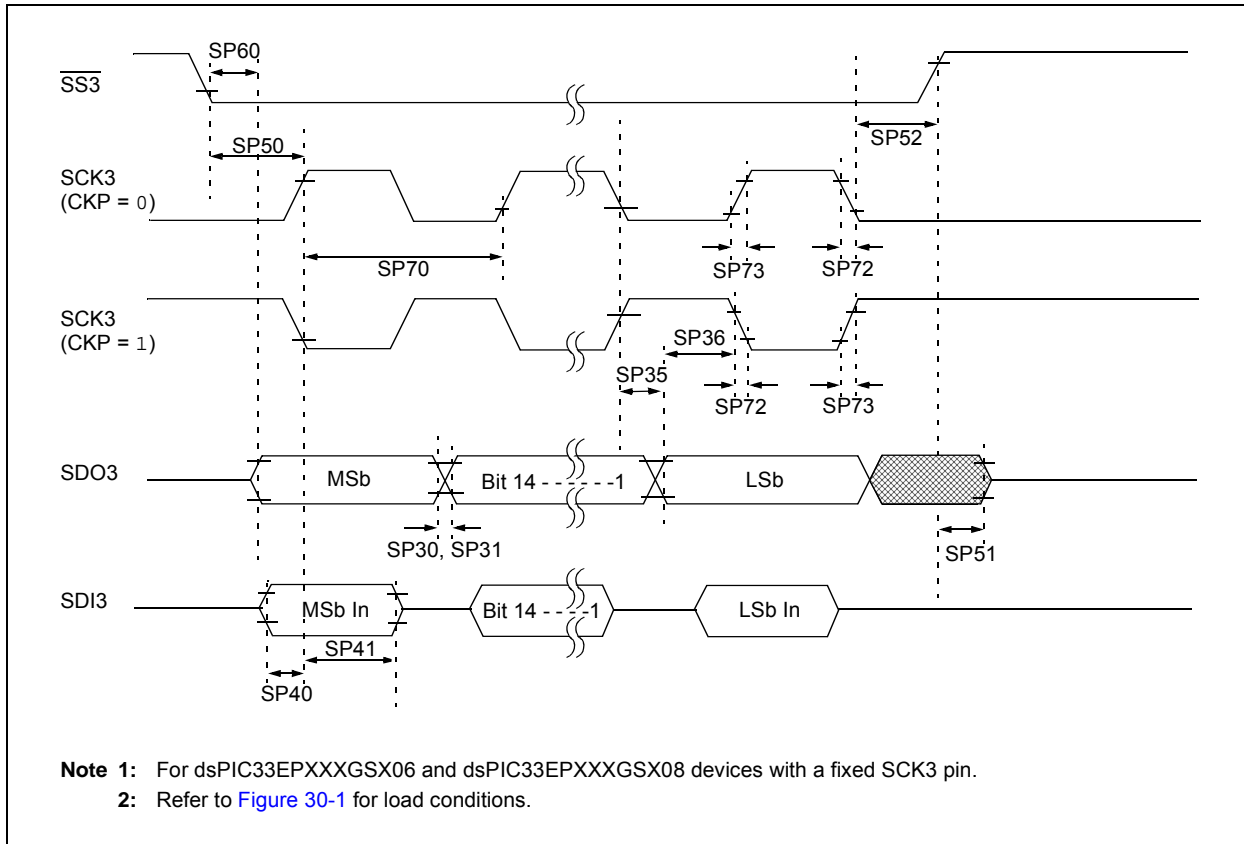 SP60
SS3
SP50
SP52
SCK3
(CKP = 0)
SP70
SP73
SP72
SCK3
(CKP = 1)
SP36
SP35
SP72
SP73
SDO3
MSb
Bit 14 - - - - - -1
LSb
SP30, SP31
SP51
SDI3
MSb In
Bit 14 - - - -1
LSb In
SP41
SP40
Note 1: For dsPIC33EPXXXGSX06 and dsPIC33EPXXXGSX08 devices with a fixed SCK3 pin.
2: Refer to Figure 30-1 for load conditions.